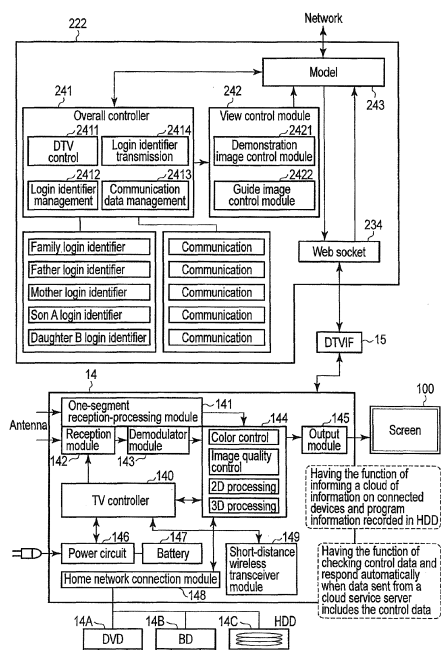 Network
222
Model
243
241
Overall controller
2411
2414
DTV
control
Login identifier
transmission
2412
2413
Login identifier
management
Communication
data management
242
View control module
2421
Demonstration
image control module
2422
Guide image
control module
Family login identifier
Father login identifier
Mother login identifier
Son A login identifier
Daughter B login identifier
Communication
Communication
Communication
Communication
Communication
234
Web socket
DTVIF
15
14
141
One-segment
reception-processing module
Antenna
Reception
module
142
Demodulator
module
143
144
Color control
Image quality
control
2D processing
3D processing
145
Output
module
100
Screen
140
TV controller
146
Power circuit
147
Battery
149
Short-distance
wireless
transceiver
module
Home network connection module
148
Having the function of
informing a cloud of
information on connected
devices and program
information recorded in HDD
Having the function of
checking control data and
respond automatically
when data sent from
a cloud service server
includes the control data
14A
DVD
14B
BD
14C
HDD